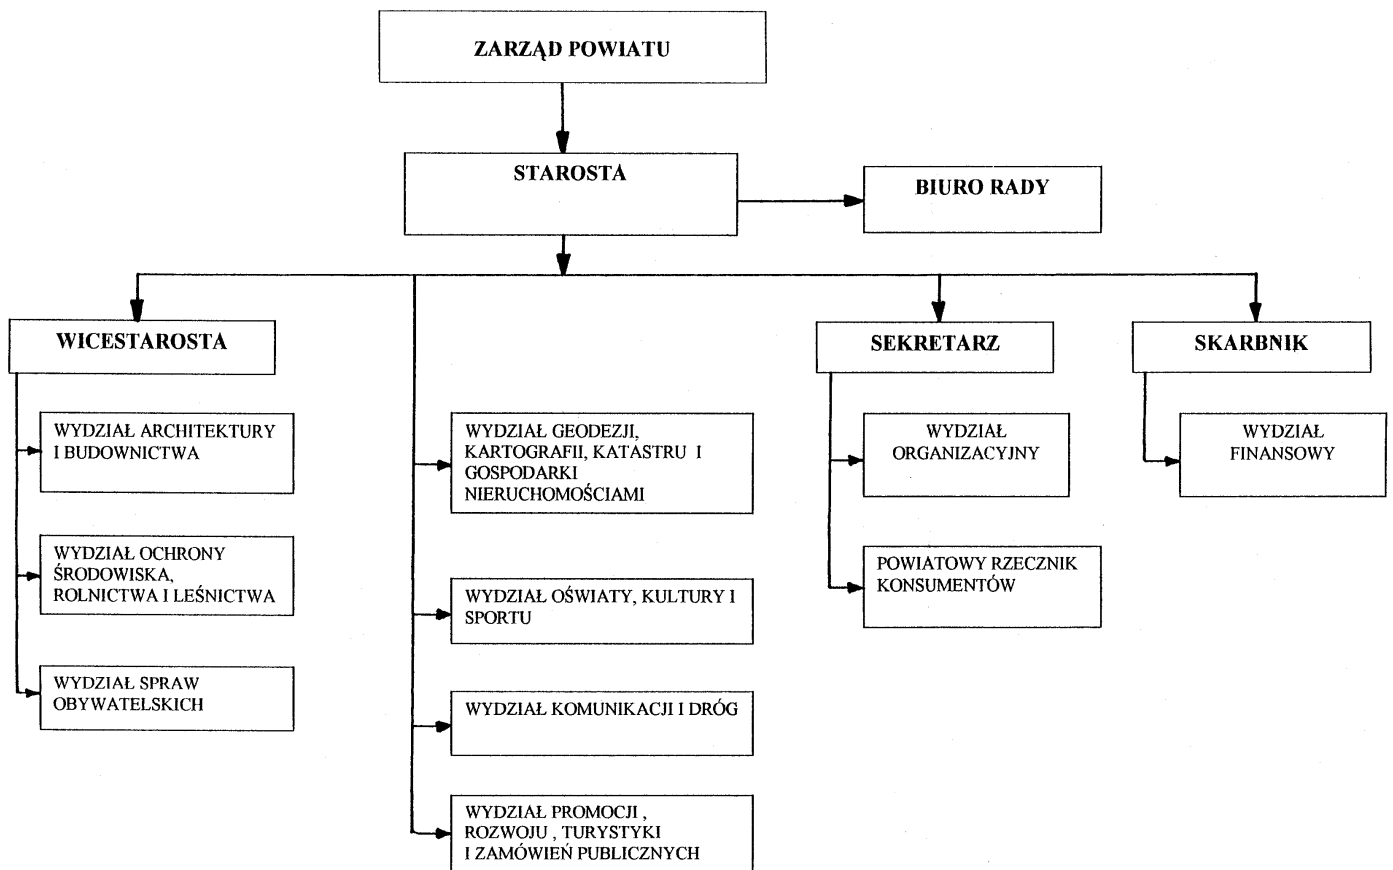 ZARZĄD POWIATU
STAROSTA
BIURO RADY
WICESTAROSTA
SEKRETARZ
SKARBNIK
WYDZIAŁ ARCHITEKTURY
I BUDOWNICTWA
WYDZIAŁ OCHRONY
ŚRODOWISKA,
ROLNICTWA I LEŚNICTWA
WYDZIAŁ SPRAW
OBYWATELSKICH
WYDZIAŁ GEODEZJI,
KARTOGRAFII, KATASTRU I
GOSPODARKI
NIERUCHOMOŚCIAMI
WYDZIAŁ OŚWIATY, KULTURY I
SPORTU
WYDZIAŁ KOMUNIKACJI I DRÓG
WYDZIAŁ PROMOCJI ,
ROZWOJU , TURYSTYKI
I ZAMÓWIEŃ PUBLICZNYCH
WYDZIAŁ
ORGANIZACYJNY
POWIATOWY RZECZNIK
KONSUMENTÓW
WYDZIAŁ
FINANSOWY